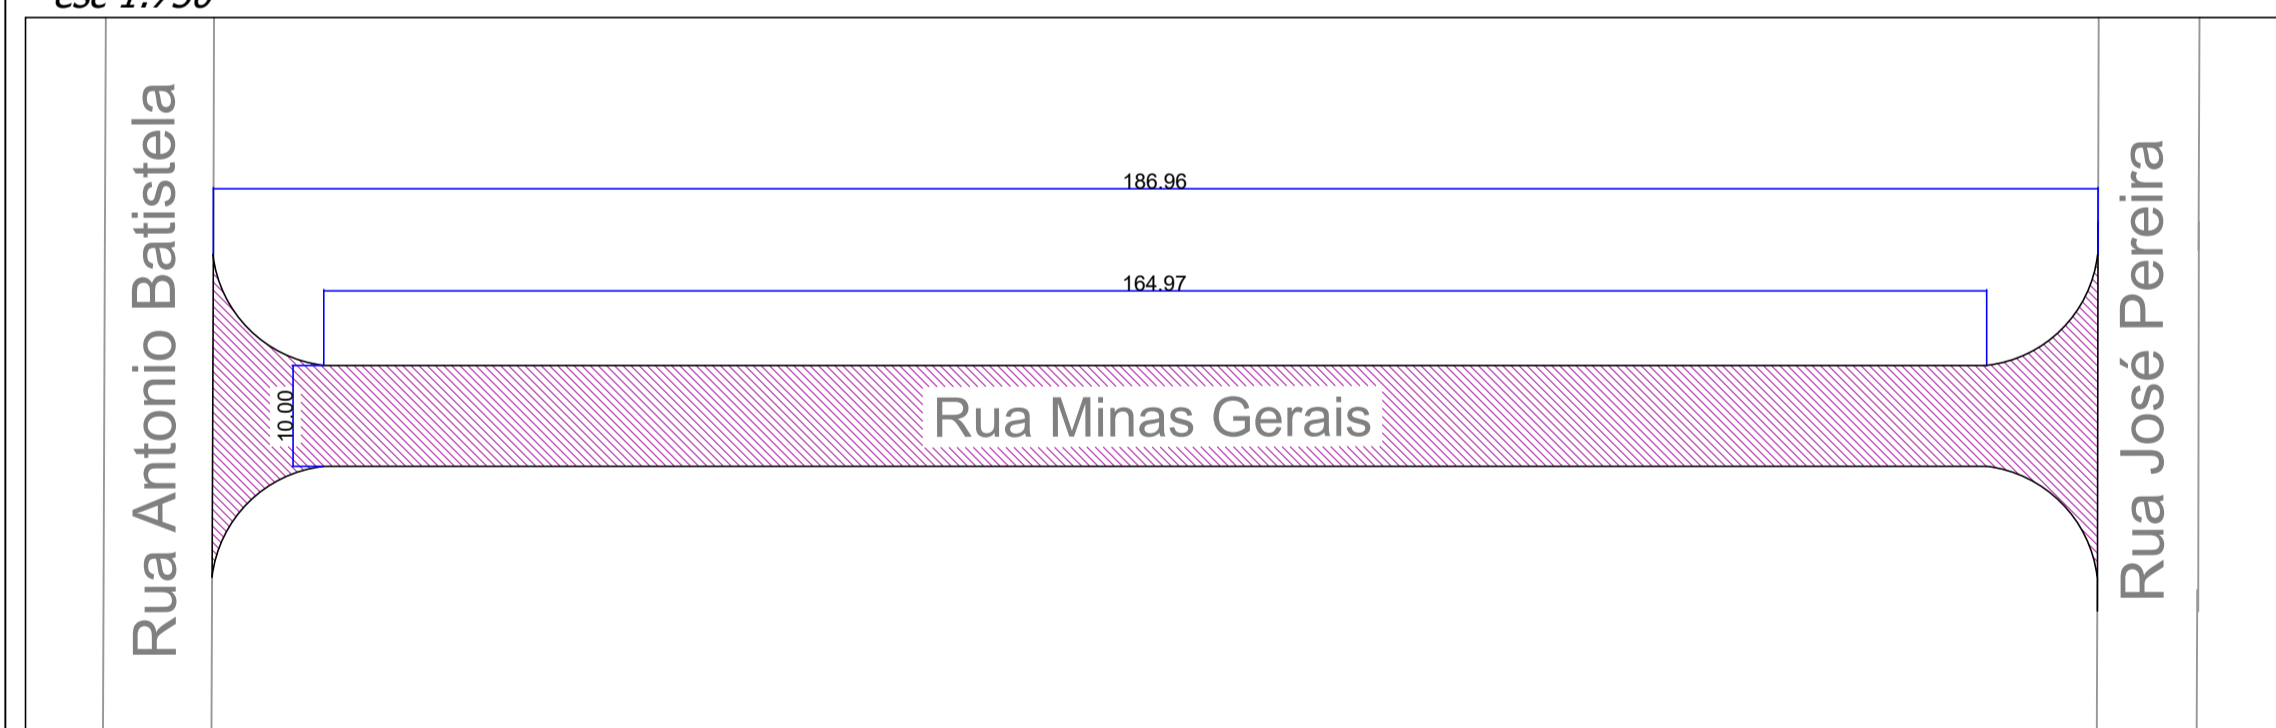 Rua Antonio Batistela
186.96
164.97
10.00
Rua Minas Gerais
Rua José Pereira